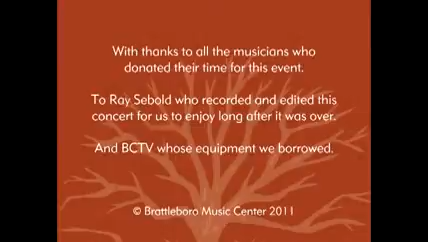 With thanks to all the musicians who
donated their time for this event.
To Ray Sebold who recorded and edited this
concert for us to enjoy long after it was over.
And BCTV whose equipment we borrowed.
© Brattleboro Music Center 2011